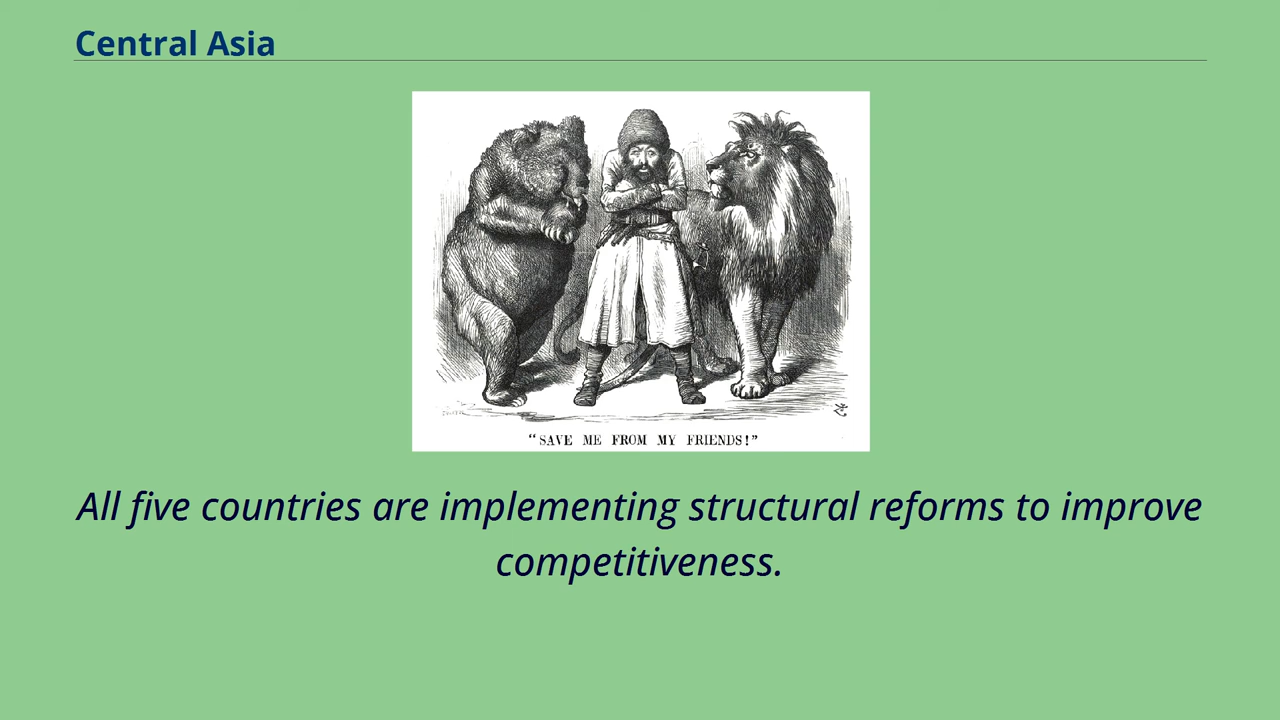 Central Asia
"SAVE ME FROM MY FRIENDS!"
All five countries are implementing structural reforms to improve
competitiveness.